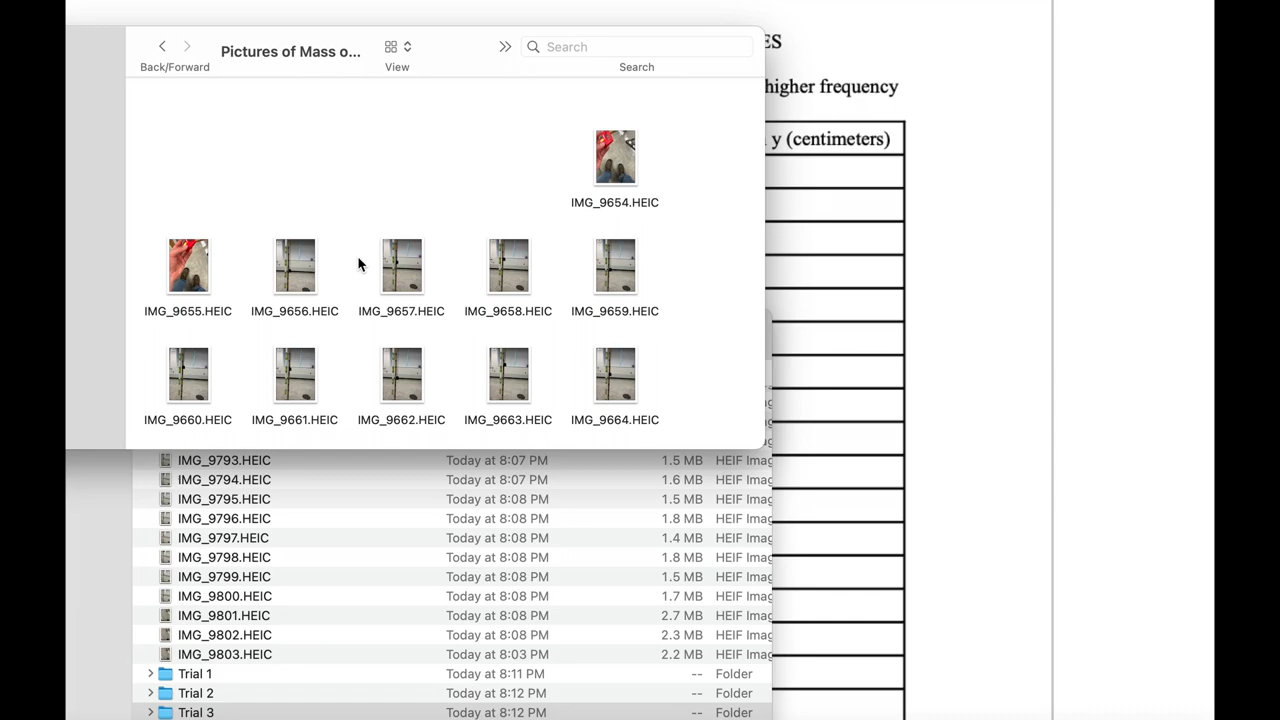 Pictures of Mass o...
Search
Back/Forward
View
Search
ES
higher frequency
y (centimeters)
IMG_9654.HEIC
IMG_9655.HEIC
IMG_9656.HEIC
IMG_9657.HEIC
IMG_9658.HEIC
IMG_9659.HEIC
IMG_9660.HEIC
IMG_9661.HEIC
IMG_9662.HEIC
IMG_9663.HEIC
IMG_9664.HEIC
IMG_9793.HEIC Today at 8:07 PM 1.5 MB HEIF Imag
IMG_9794.HEIC Today at 8:07 PM 1.6 MB HEIF Imag
IMG_9795.HEIC Today at 8:08 PM 1.5 MB HEIF Imag
IMG_9796.HEIC Today at 8:08 PM 1.8 MB HEIF Imag
IMG_9797.HEIC Today at 8:08 PM 1.4 MB HEIF Imag
IMG_9798.HEIC Today at 8:08 PM 1.8 MB HEIF Imag
IMG_9799.HEIC Today at 8:08 PM 1.5 MB HEIF Imag
IMG_9800.HEIC Today at 8:08 PM 1.7 MB HEIF Imag
IMG_9801.HEIC Today at 8:08 PM 2.7 MB HEIF Imag
IMG_9802.HEIC Today at 8:08 PM 2.3 MB HEIF Imag
IMG_9803.HEIC Today at 8:03 PM 2.2 MB HEIF Imag
Trial 1 Today at 8:11 PM -- Folder
Trial 2 Today at 8:12 PM -- Folder
Trial 3 Today at 8:12 PM -- Folder